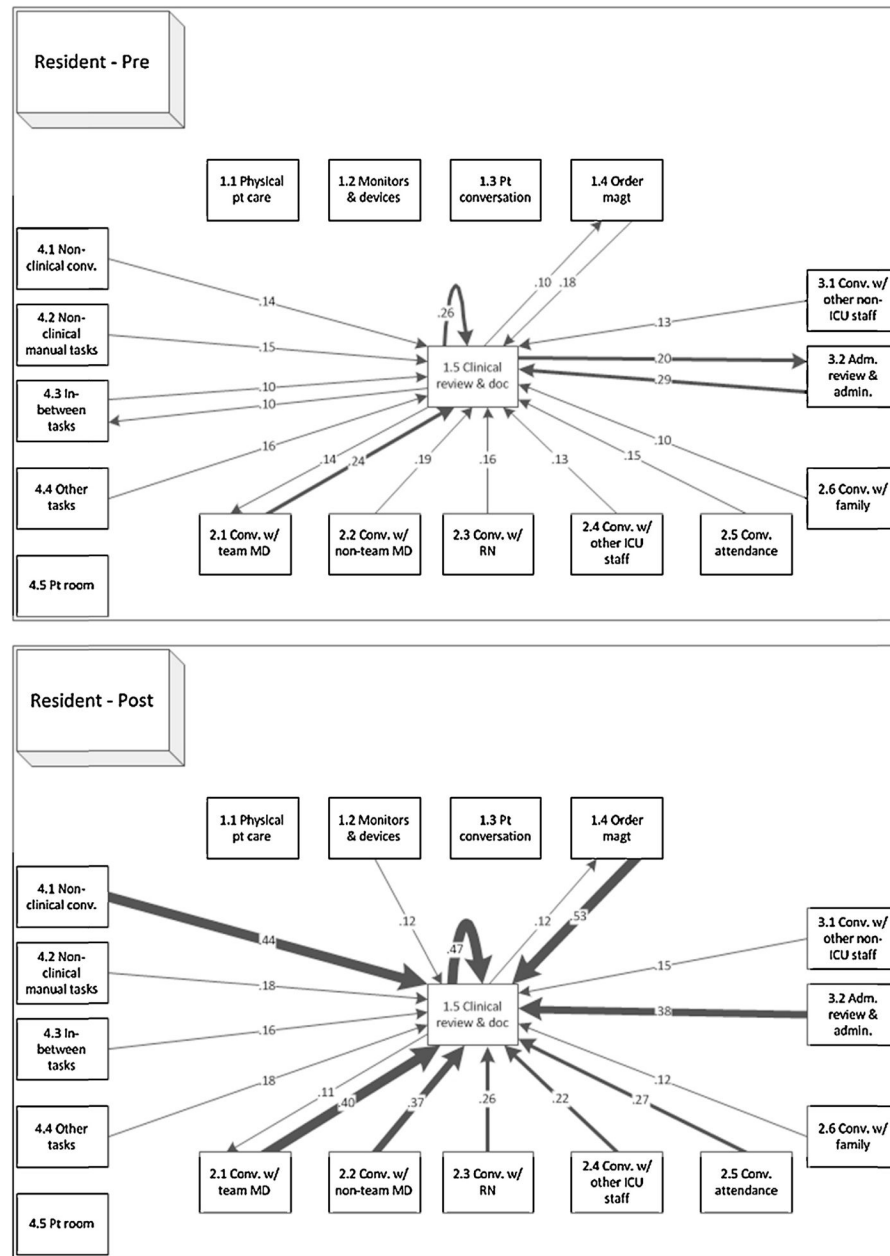 Resident - Pre
1.1 Physical
pt care
1.2 Monitors
& devices
1.3 Pt
conversation
1.4 Order
magt
4.1 Non-
clinical conv.
3.1 Conv. w/
other non-
ICU staff
.10
.18
.14
.26
.13
4.2 Non-
clinical
manual tasks
.15
1.5 Clinical
review & doc
.20
.29
3.2 Adm.
review &
admin.
4.3 In-
between
tasks
.10
.10
.16
.14
.24
.19
.16
.13
.15
.10
4.4 Other
tasks
2.6 Conv. w/
family
2.1 Conv. w/
team MD
2.2 Conv. w/
non-team MD
2.3 Conv. w/
RN
2.4 Conv. w/
other ICU
staff
2.5 Conv.
attendance
4.5 Pt room
Resident - Post
1.1 Physical
pt care
1.2 Monitors
& devices
1.3 Pt
conversation
1.4 Order
magt
4.1 Non-
clinical conv.
3.1 Conv. w/
other non-
ICU staff
.12
.12
.53
.44
.47
.15
4.2 Non-
clinical
manual tasks
.18
1.5 Clinical
review & doc
.38
3.2 Adm.
review &
admin.
4.3 In-
between
tasks
.16
.18
.11
.40
.37
.26
.22
.27
.12
4.4 Other
tasks
2.6 Conv. w/
family
2.1 Conv. w/
team MD
2.2 Conv. w/
non-team MD
2.3 Conv. w/
RN
2.4 Conv. w/
other ICU
staff
2.5 Conv.
attendance
4.5 Pt room